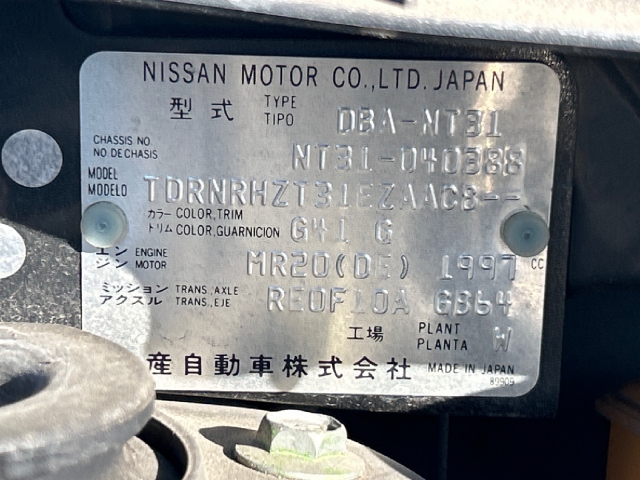 NISSAN MOTOR CO.,LTD. JAPAN
型式 TYPE TIPO DBA-NT31
CHASSIS NO. NO. DE CHASIS NT31-040388
MODEL MODELO TDRNRHZT31EZAAC8--
カラー COLOR,TRIM トリム COLOR,GUARNICION G41 G
エンジン ENGINE MOTOR MR20(DE) 1997 CC
ミッション TRANS.,AXLE アクスル TRANS.,EJE RE0F10A GB64
工場 PLANT PLANTA W
産自動車株式会社 MADE IN JAPAN
89909